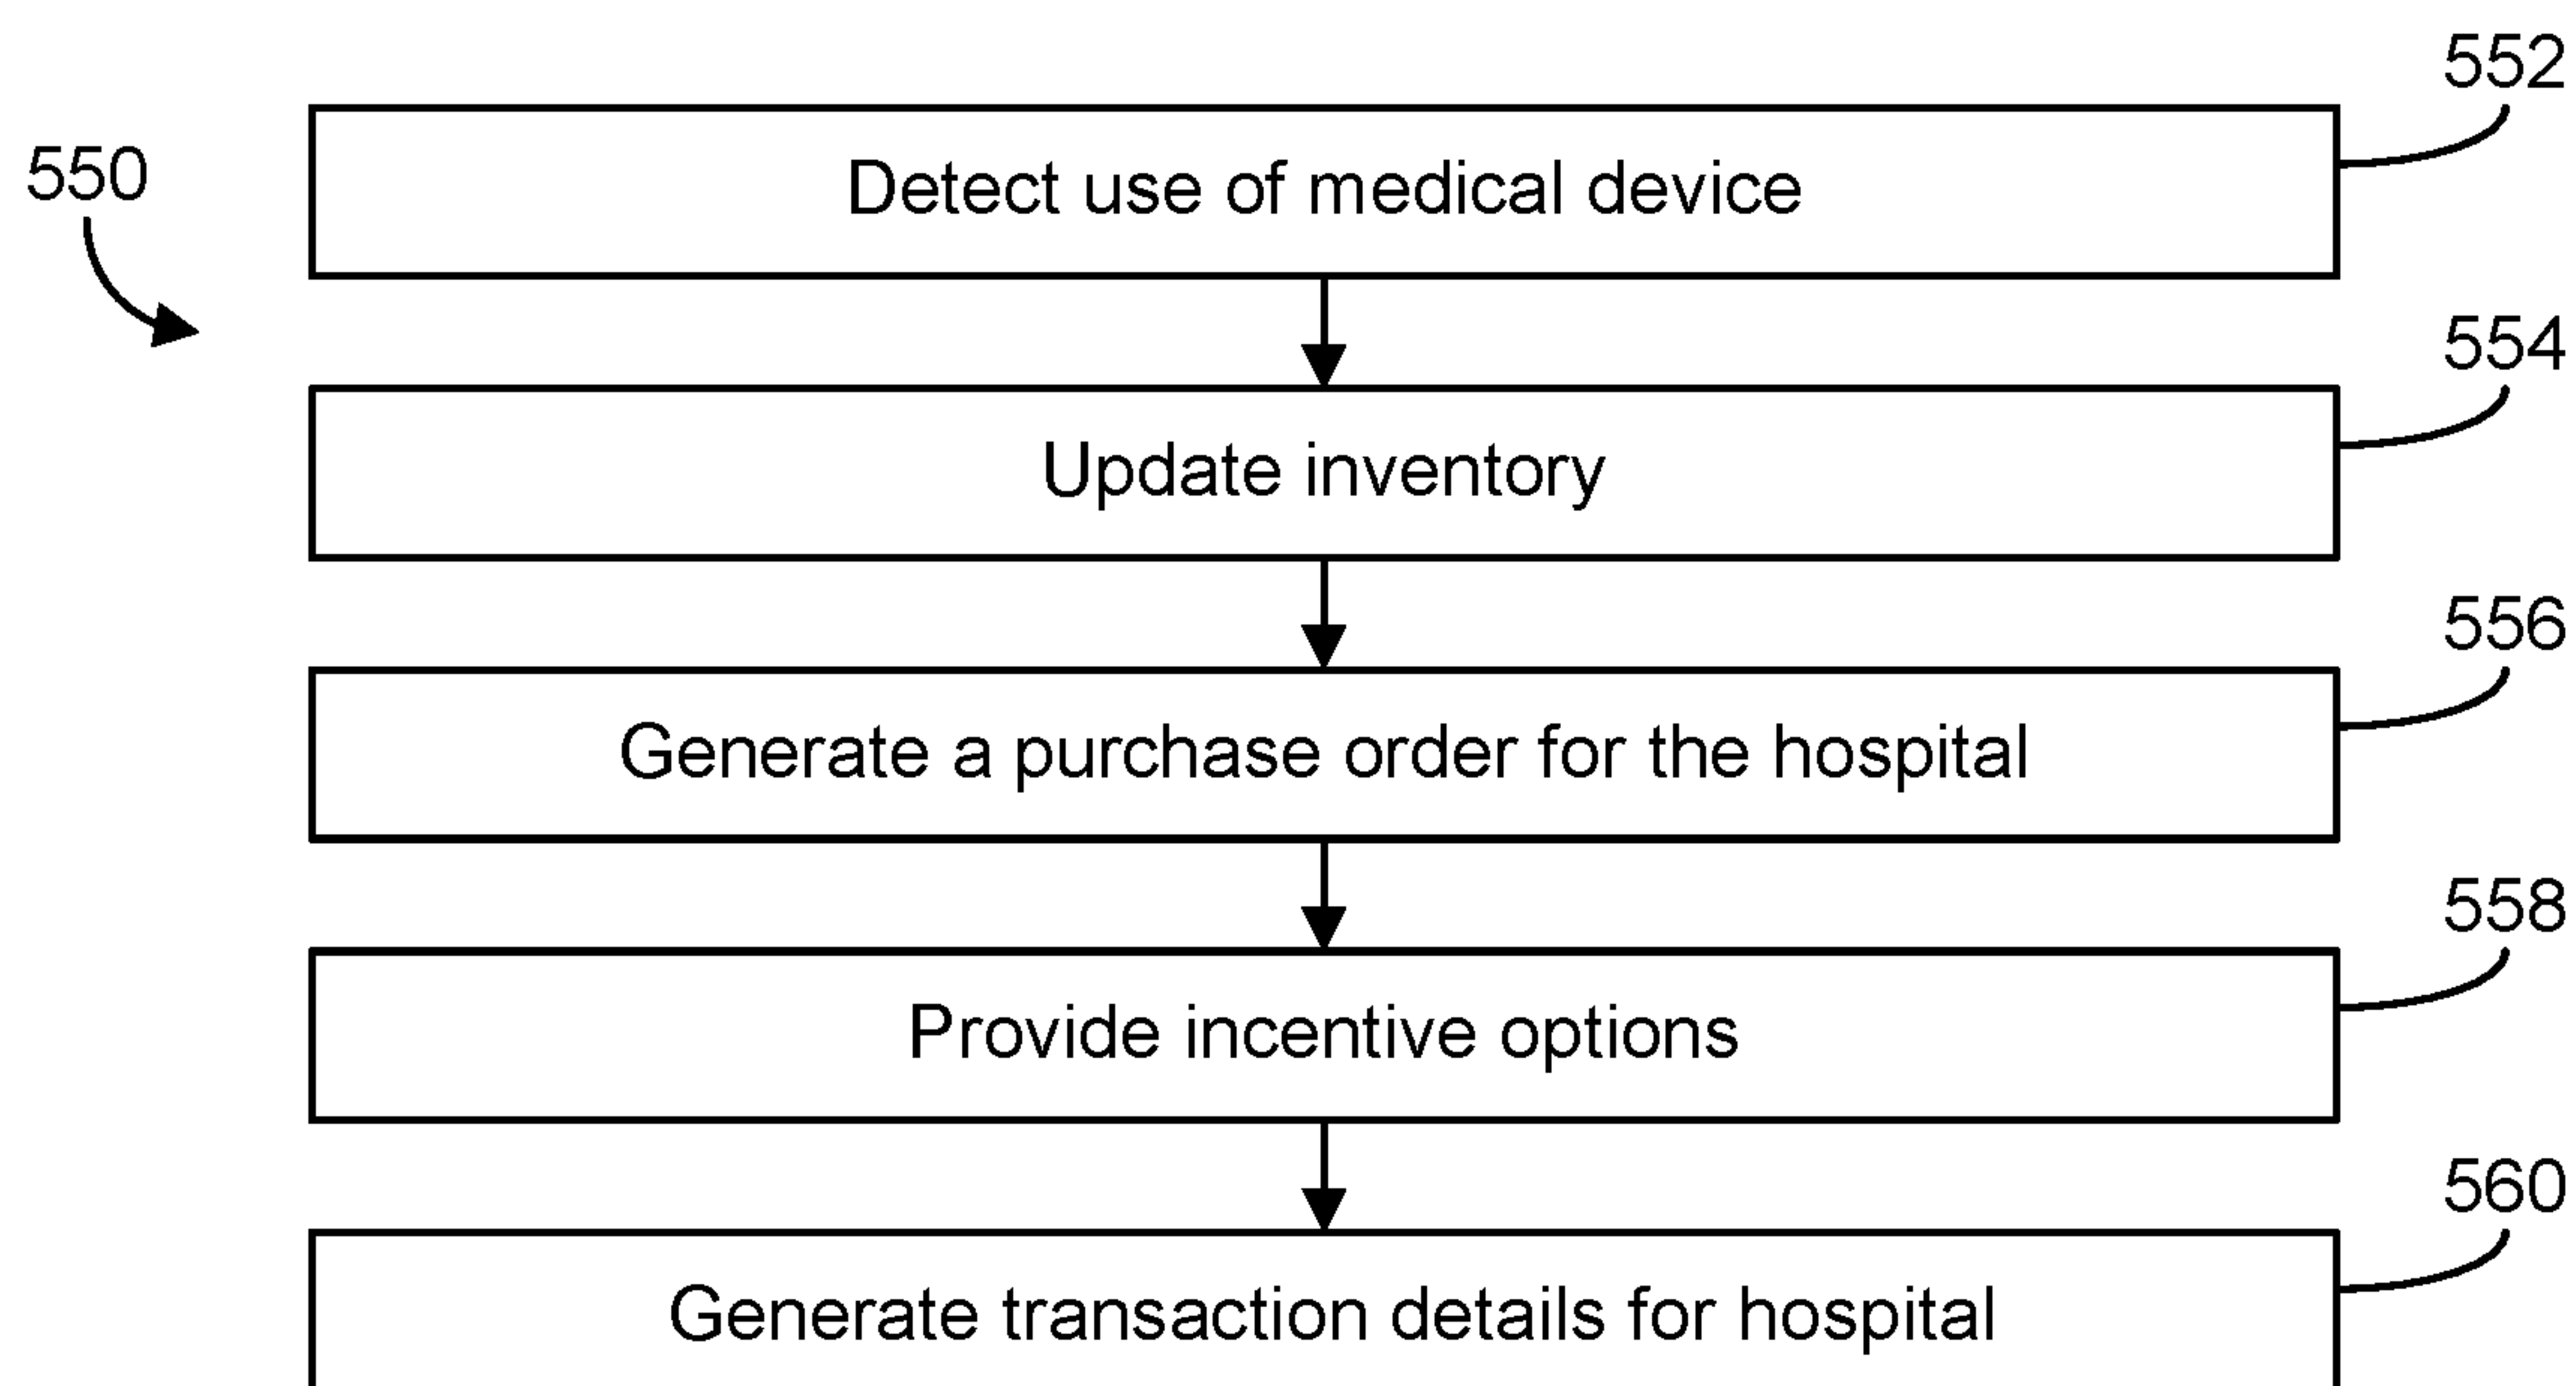 552
550
Detect use of medical device
554
Update inventory
556
Generate a purchase order for the hospital
558
Provide incentive options
560
Generate transaction details for hospital